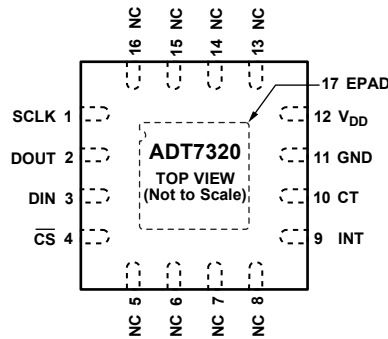 16 NC
15 NC
14 NC
13 NC
17 EPAD
SCLK 1
DOUT 2
DIN 3
CS 4
ADT7320
TOP VIEW
(Not to Scale)
12 VDD
11 GND
10 CT
9 INT
NC 5
NC 6
NC 7
NC 8